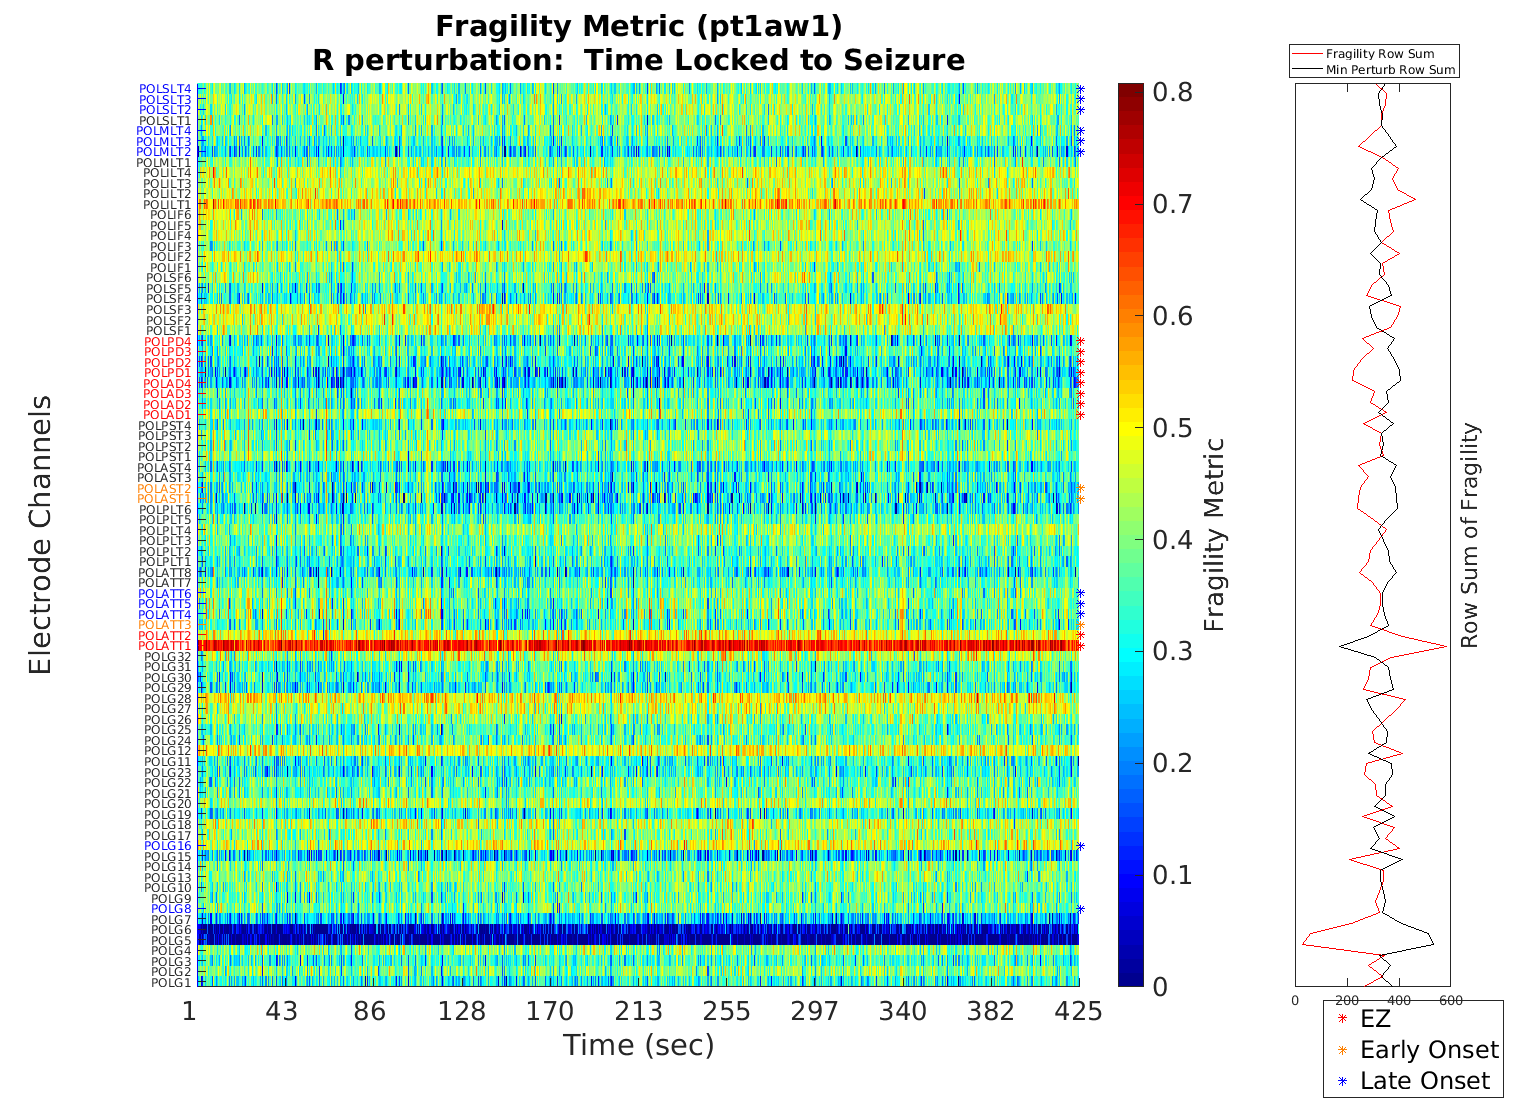 Fragility Metric (pt1aw1)
R perturbation:  Time Locked to Seizure
Electrode Channels
POLSLT4
POLSLT3
POLSLT2
POLSLT1
POLMLT4
POLMLT3
POLMLT2
POLMLT1
POLILT4
POLILT3
POLILT2
POLILT1
POLIF6
POLIF5
POLIF4
POLIF3
POLIF2
POLIF1
POLSF6
POLSF5
POLSF4
POLSF3
POLSF2
POLSF1
POLPD4
POLPD3
POLPD2
POLPD1
POLAD4
POLAD3
POLAD2
POLAD1
POLPST4
POLPST3
POLPST2
POLPST1
POLAST4
POLAST3
POLAST2
POLAST1
POLPLT6
POLPLT5
POLPLT4
POLPLT3
POLPLT2
POLPLT1
POLATT8
POLATT7
POLATT6
POLATT5
POLATT4
POLATT3
POLATT2
POLATT1
POLG32
POLG31
POLG30
POLG29
POLG28
POLG27
POLG26
POLG25
POLG24
POLG12
POLG11
POLG23
POLG22
POLG21
POLG20
POLG19
POLG18
POLG17
POLG16
POLG15
POLG14
POLG13
POLG10
POLG9
POLG8
POLG7
POLG6
POLG5
POLG4
POLG3
POLG2
POLG1
1 43 86 128 170 213 255 297 340 382 425
Time (sec)
0.8
0.7
0.6
0.5
0.4
0.3
0.2
0.1
0
Fragility Metric
Fragility Row Sum
Min Perturb Row Sum
0 200 400 600
Row Sum of Fragility
EZ
Early Onset
Late Onset